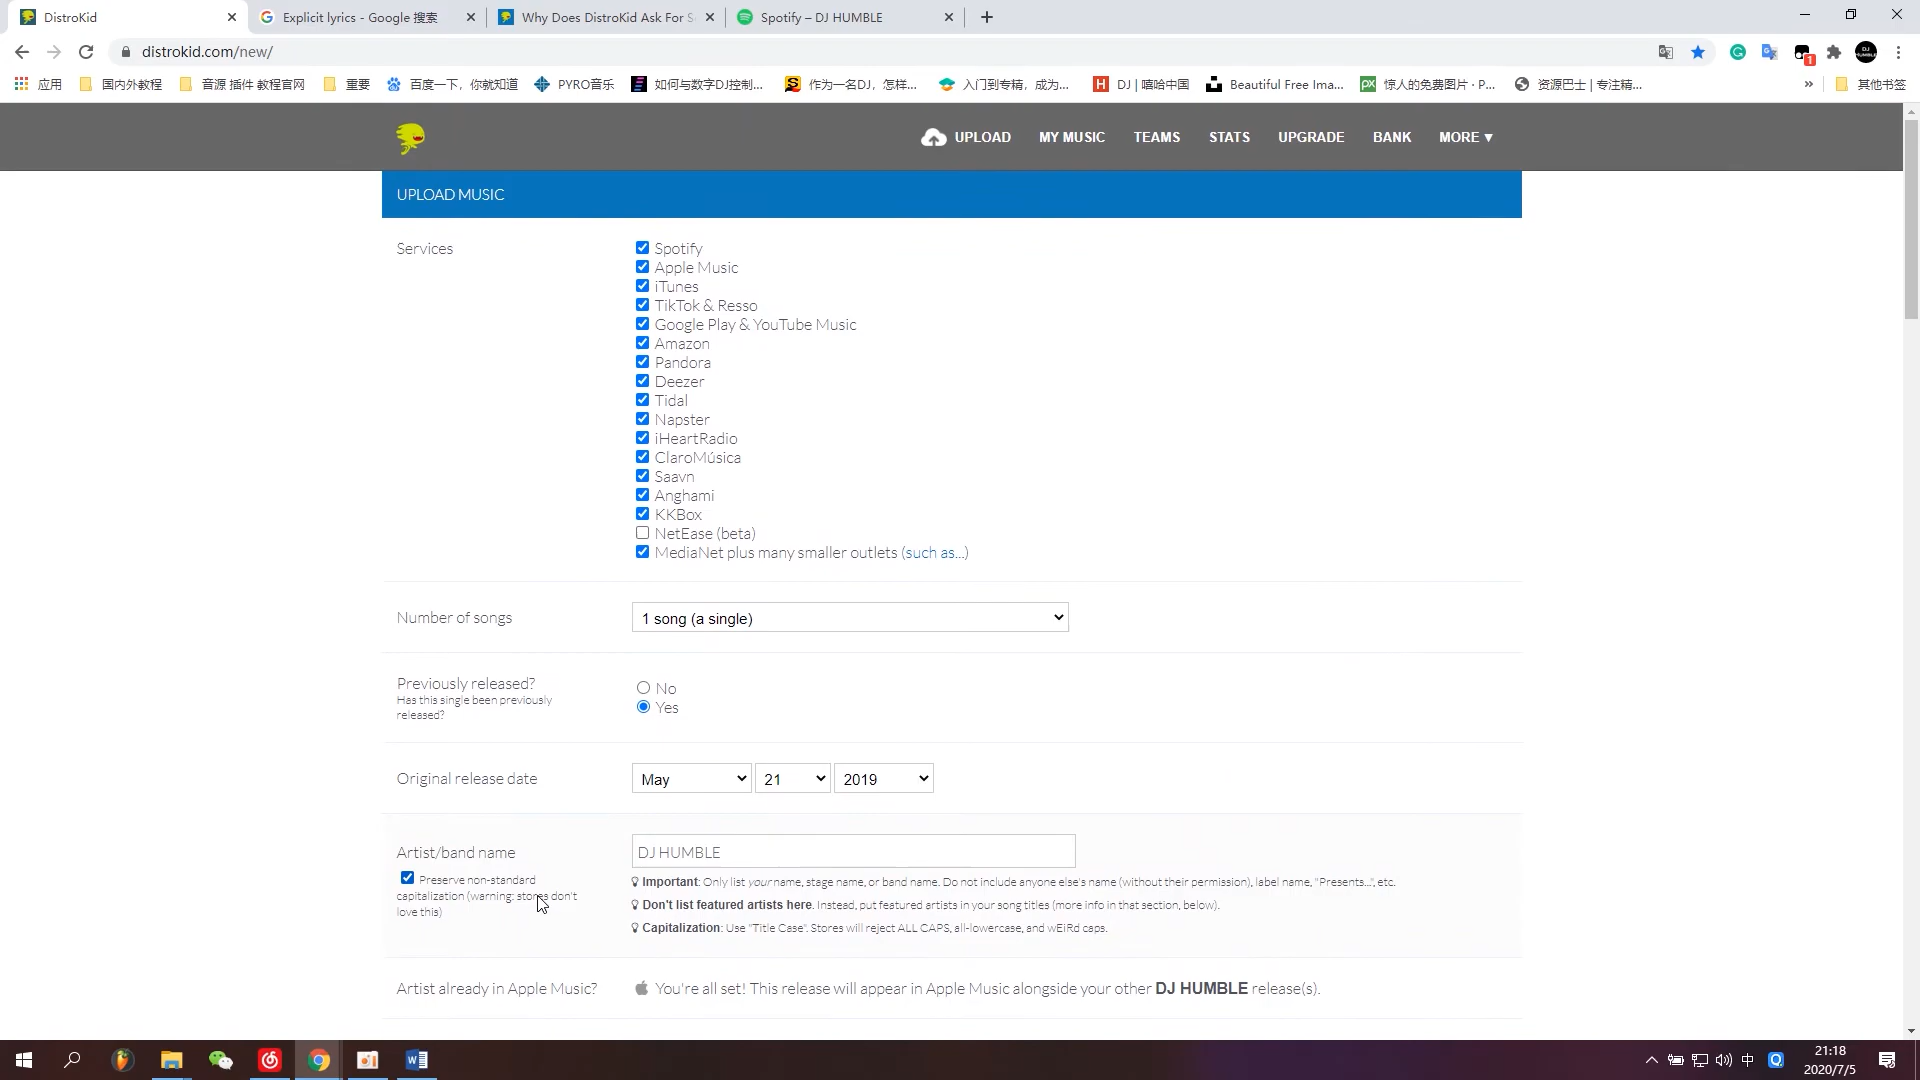 DistroKid
Explicit lyrics - Google 搜索
Why Does DistroKid Ask For S
Spotify – DJ HUMBLE
distrokid.com/new/
应用
国内外教程
音源 插件 教程官网
重要
百度一下，你就知道
PYRO音乐
如何与数字DJ控制...
作为一名DJ，怎样...
入门到专精，成为...
DJ | 嘻哈中国
Beautiful Free Ima...
惊人的免费图片 · P...
资源巴士 | 专注精...
»
其他书签
UPLOAD
MY MUSIC
TEAMS
STATS
UPGRADE
BANK
MORE ▼
UPLOAD MUSIC
Services
Spotify
Apple Music
iTunes
TikTok & Resso
Google Play & YouTube Music
Amazon
Pandora
Deezer
Tidal
Napster
iHeartRadio
ClaroMúsica
Saavn
Anghami
KKBox
NetEase (beta)
MediaNet plus many smaller outlets (such as...)
Number of songs
1 song (a single)
Previously released?
Has this single been previously
released?
No
Yes
Original release date
May
21
2019
Artist/band name
Preserve non-standard
capitalization (warning: stores don't
love this)
DJ HUMBLE
Important: Only list your name, stage name, or band name. Do not include anyone else's name (without their permission), label name, "Presents...", etc.
Don't list featured artists here. Instead, put featured artists in your song titles (more info in that section, below).
Capitalization: Use "Title Case". Stores will reject ALL CAPS, all-lowercase, and wEiRd caps.
Artist already in Apple Music?
You're all set! This release will appear in Apple Music alongside your other DJ HUMBLE release(s).
中
21:18
2020/7/5